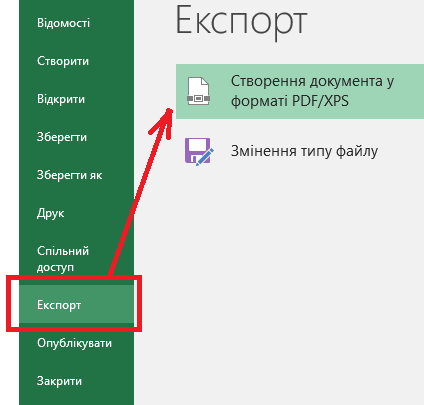 Відомості
Створити
Відкрити
Зберегти
Зберегти як
Друк
Спільний
доступ
Експорт
Опублікувати
Закрити
Експорт
Створення документа у
форматі PDF/XPS
Змінення типу файлу